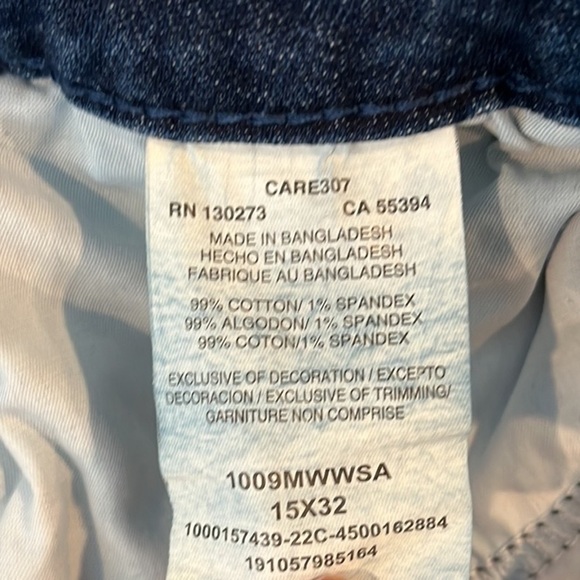 CARE307
RN 130273 CA 55394
MADE IN BANGLADESH
HECHO EN BANGLADESH
FABRIQUE AU BANGLADESH
99% COTTON/ 1% SPANDEX
99% ALGODON/ 1% SPANDEX
99% COTON/1% SPANDEX
EXCLUSIVE OF DECORATION / EXCEPTO
DECORACION / EXCLUSIVE OF TRIMMING/
GARNITURE NON COMPRISE
1009MWWSA
15X32
1000157439-22C-4500162884
191057985164